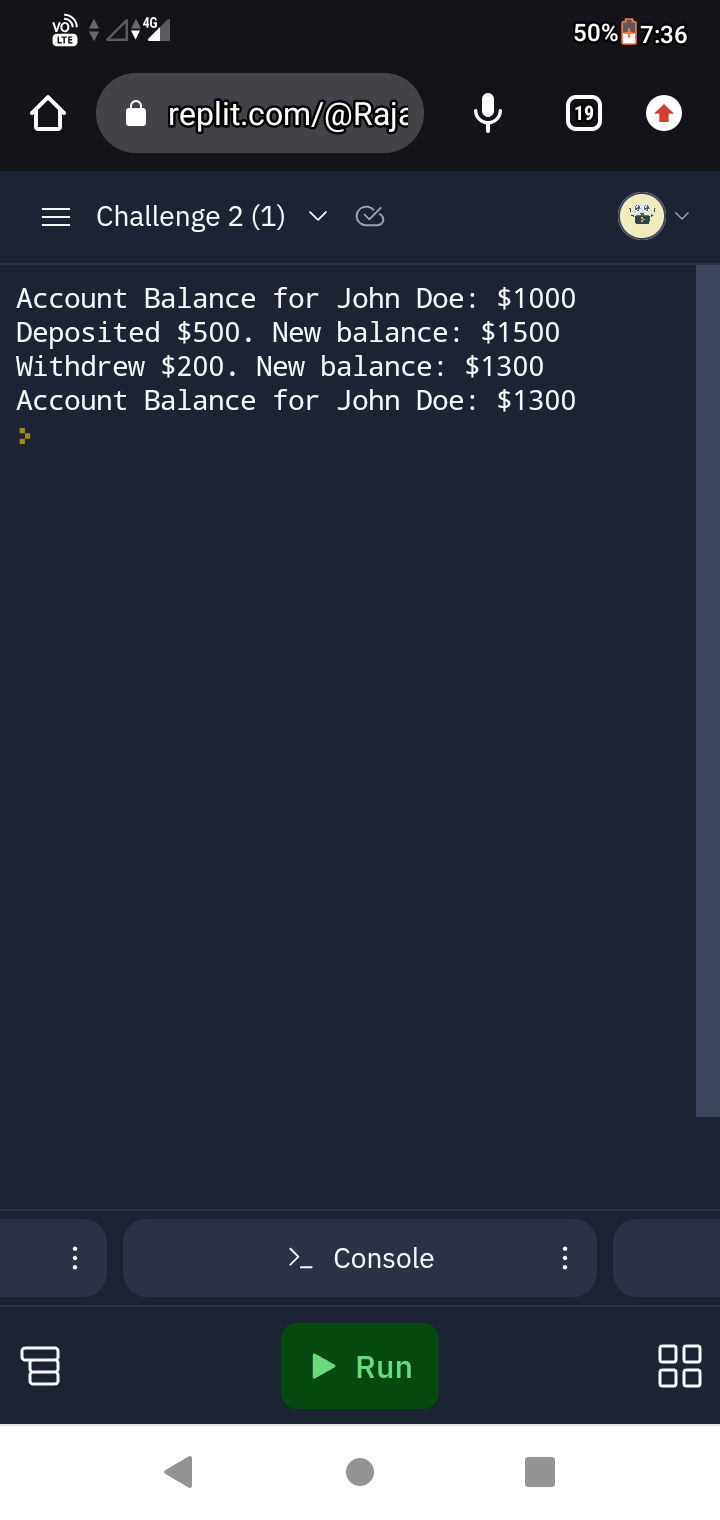 VO LTE 4G 50% 7:36
replit.com/@Raja 19
Challenge 2 (1)
Account Balance for John Doe: $1000
Deposited $500. New balance: $1500
Withdrew $200. New balance: $1300
Account Balance for John Doe: $1300
Console
Run